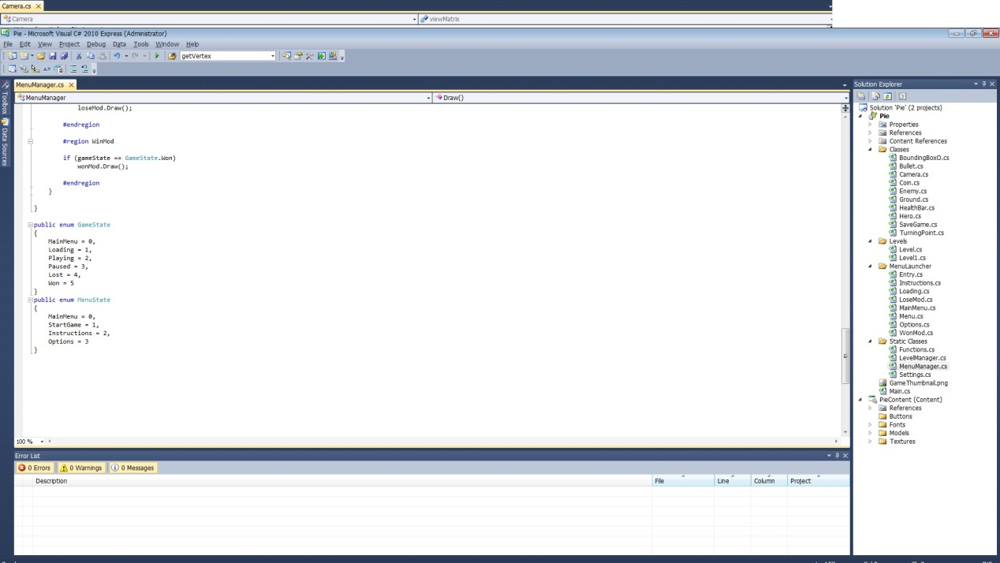 Camera.cs
Camera viewMatrix
Pie - Microsoft Visual C# 2010 Express (Administrator)
File Edit View Project Debug Data Tools Window Help
getVertex
Toolbox
Data Sources
MenuManager.cs
MenuManager Draw()
loseMod.Draw();
#endregion
#region WinMod
if (gameState == GameState.Won)
wonMod.Draw();
#endregion
}
}
public enum GameState
{
MainMenu = 0,
Loading = 1,
Playing = 2,
Paused = 3,
Lost = 4,
Won = 5
}
public enum MenuState
{
MainMenu = 0,
StartGame = 1,
Instructions = 2,
Options = 3
}
100 %
Error List
0 Errors 0 Warnings 0 Messages
Description File Line Column Project
Solution Explorer
Solution 'Pie' (2 projects)
Pie
Properties
References
Content References
Classes
BoundingBoxO.cs
Bullet.cs
Camera.cs
Coin.cs
Enemy.cs
Ground.cs
HealthBar.cs
Hero.cs
SaveGame.cs
TurningPoint.cs
Levels
Level.cs
Level1.cs
MenuLauncher
Entry.cs
Instructions.cs
Loading.cs
LoseMod.cs
MainMenu.cs
Menu.cs
Options.cs
WonMod.cs
Static Classes
Functions.cs
LevelManager.cs
MenuManager.cs
Settings.cs
GameThumbnail.png
Main.cs
PieContent (Content)
References
Buttons
Fonts
Models
Textures